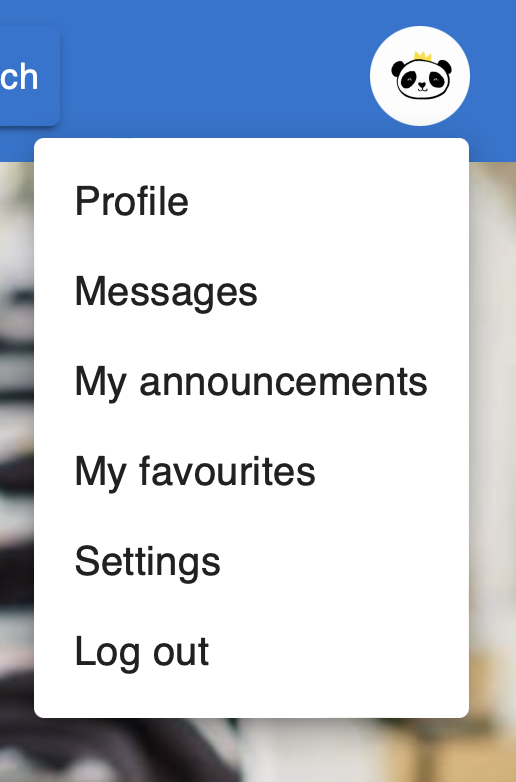 ch
Profile
Messages
My announcements
My favourites
Settings
Log out